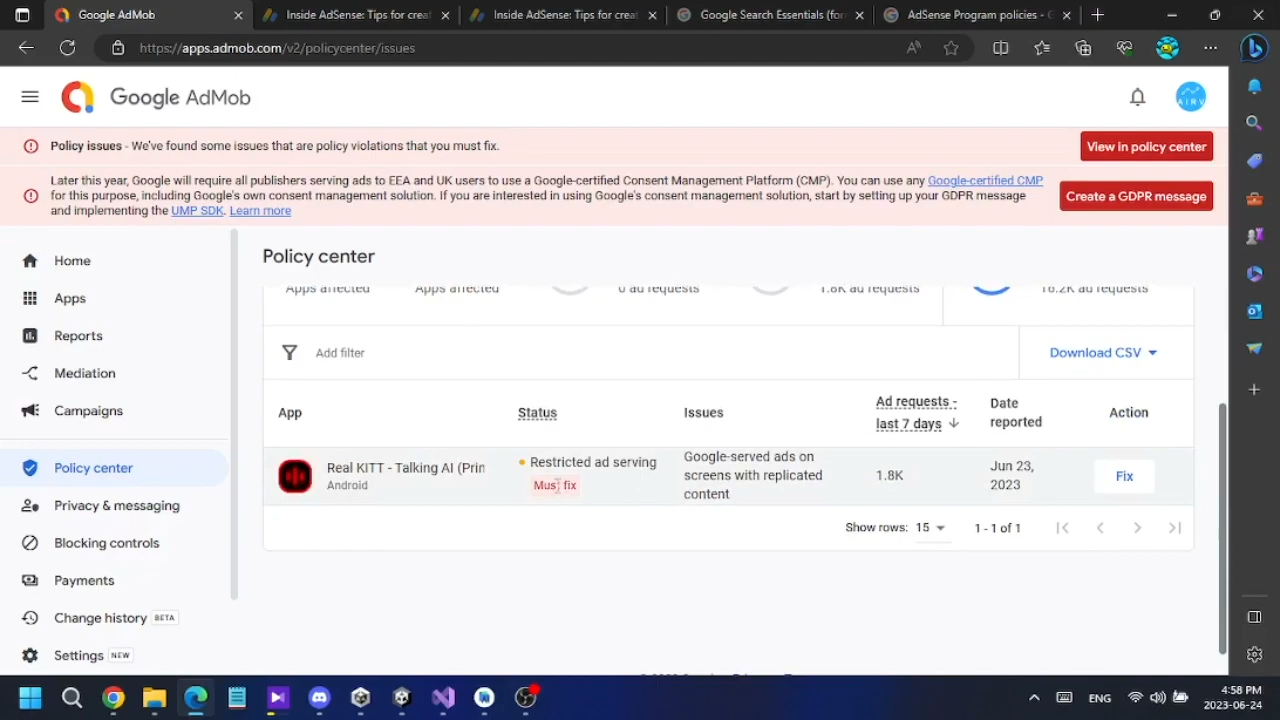 Google AdMob
Inside AdSense: Tips for creat
Inside AdSense: Tips for creat
Google Search Essentials (for
AdSense Program policies - G
https://apps.admob.com/v2/policycenter/issues
Google AdMob
AIRV
Policy issues - We've found some issues that are policy violations that you must fix.
View in policy center
Later this year, Google will require all publishers serving ads to EEA and UK users to use a Google-certified Consent Management Platform (CMP). You can use any Google-certified CMP
for this purpose, including Google's own consent management solution. If you are interested in using Google's consent management solution, start by setting up your GDPR message
and implementing the UMP SDK. Learn more
Create a GDPR message
Home
Apps
Reports
Mediation
Campaigns
Policy center
Privacy & messaging
Blocking controls
Payments
Change history BETA
Settings NEW
Policy center
Apps affected
Apps affected
0 ad requests
1.8K ad requests
16.2K ad requests
Add filter
Download CSV
App
Status
Issues
Ad requests -
last 7 days
Date
reported
Action
Real KITT - Talking AI (Prin
Android
Restricted ad serving
Must fix
Google-served ads on
screens with replicated
content
1.8K
Jun 23,
2023
Fix
Show rows: 15
1 - 1 of 1
ENG
4:58 PM
2023-06-24